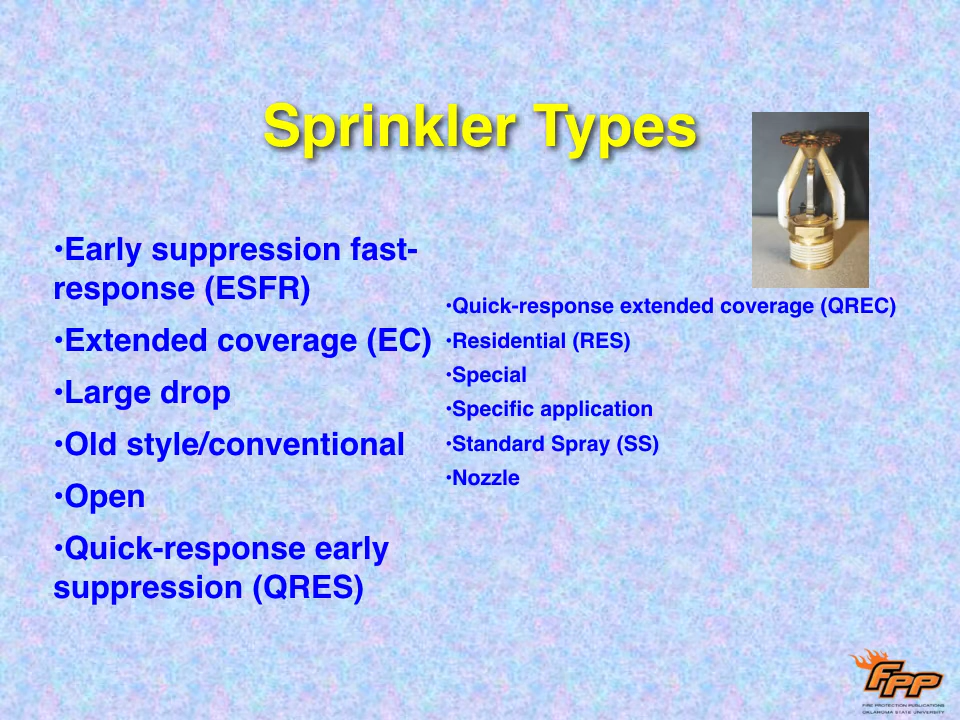 Sprinkler Types
•Early suppression fast-
response (ESFR)
•Extended coverage (EC)
•Large drop
•Old style/conventional
•Open
•Quick-response early
suppression (QRES)
•Quick-response extended coverage (QREC)
•Residential (RES)
•Special
•Specific application
•Standard Spray (SS)
•Nozzle
FPP
FIRE PROTECTION PUBLICATIONS
OKLAHOMA STATE UNIVERSITY